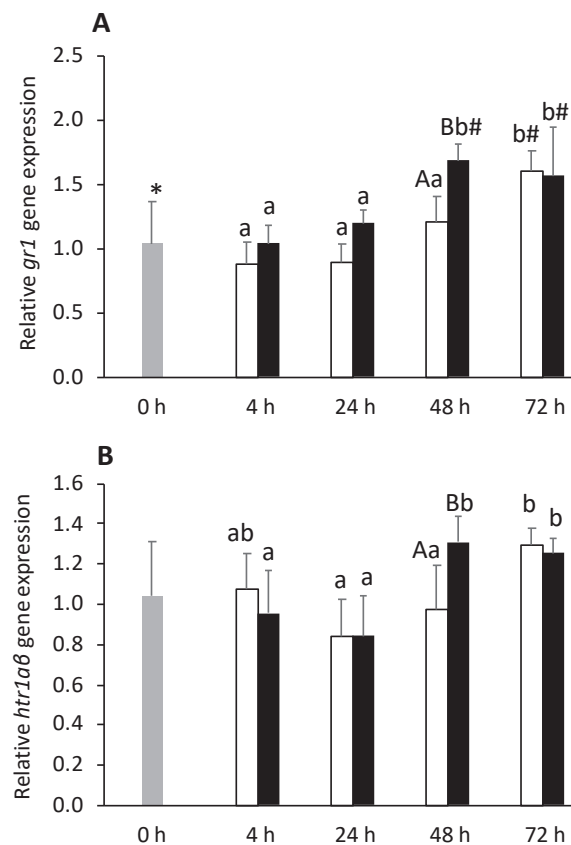 A
Relative gr1 gene expression
2.5
2.0
1.5
1.0
0.5
0.0
*
a
a
a
a
Aa
Bb#
b#
b#
0 h
4 h
24 h
48 h
72 h
B
Relative htr1aβ gene expression
1.6
1.4
1.2
1.0
0.8
0.6
0.4
0.2
0.0
ab
a
a
a
Aa
Bb
b
b
0 h
4 h
24 h
48 h
72 h